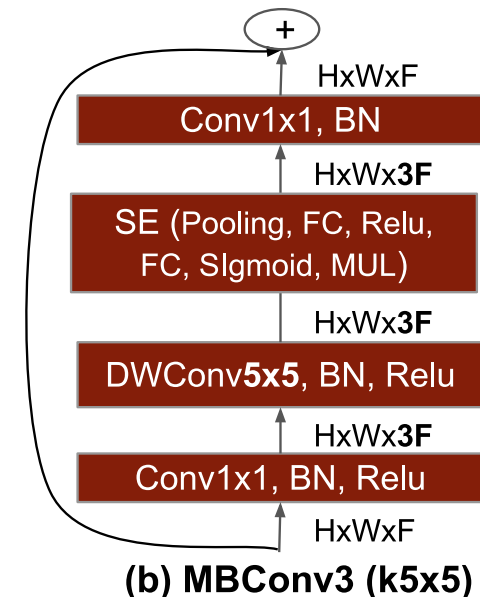 +
HxWxF
Conv1x1, BN
HxWx3F
SE (Pooling, FC, Relu,
FC, SIgmoid, MUL)
HxWx3F
DWConv5x5, BN, Relu
HxWx3F
Conv1x1, BN, Relu
HxWxF
(b) MBConv3 (k5x5)